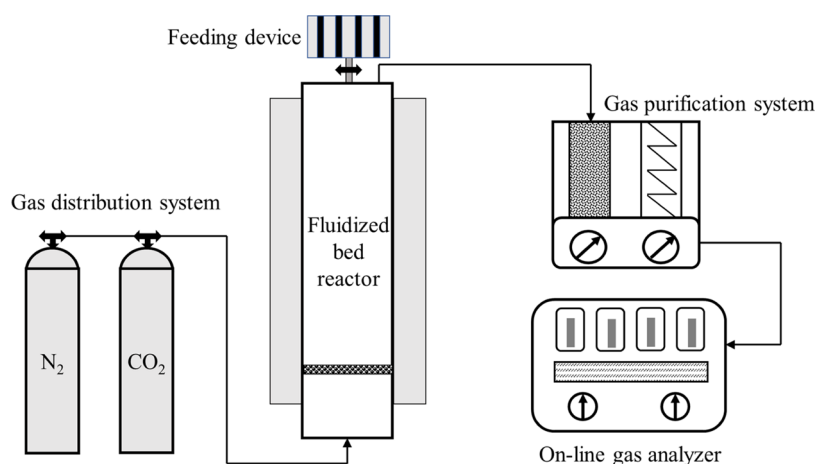 Feeding device
Gas purification system
Gas distribution system
Fluidized
bed
reactor
N₂
CO₂
On-line gas analyzer